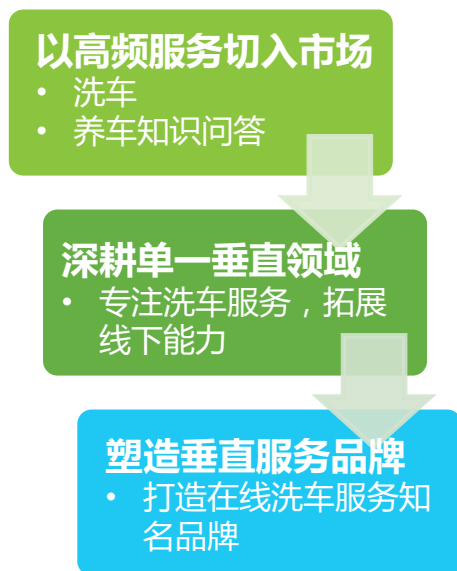 以高频服务切入市场
• 洗车
• 养车知识问答
深耕单一垂直领域
• 专注洗车服务，拓展
线下能力
塑造垂直服务品牌
• 打造在线洗车服务知
名品牌